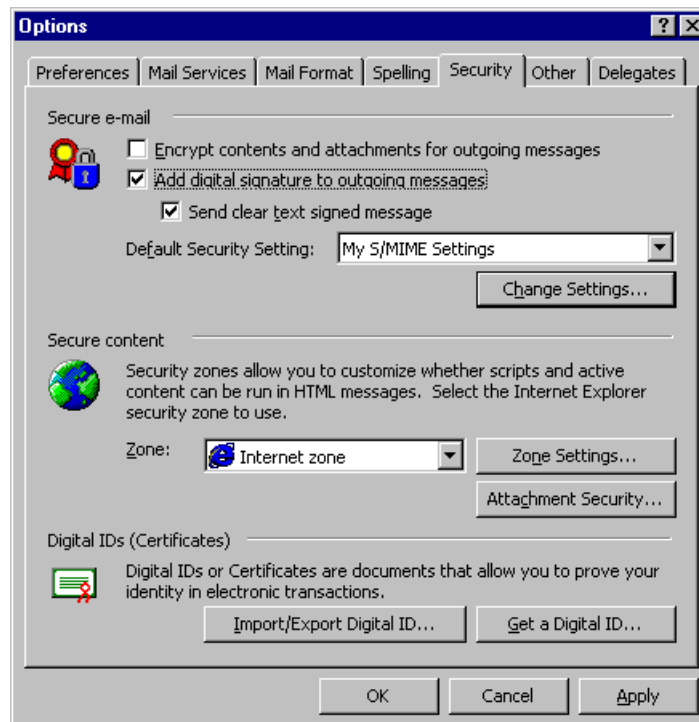 Options
Preferences Mail Services Mail Format Spelling Security Other Delegates
Secure e-mail
Encrypt contents and attachments for outgoing messages
Add digital signature to outgoing messages
Send clear text signed message
Default Security Setting: My S/MIME Settings
Change Settings...
Secure content
Security zones allow you to customize whether scripts and active
content can be run in HTML messages. Select the Internet Explorer
security zone to use.
Zone: Internet zone Zone Settings...
Attachment Security...
Digital IDs (Certificates)
Digital IDs or Certificates are documents that allow you to prove your
identity in electronic transactions.
Import/Export Digital ID... Get a Digital ID...
OK Cancel Apply